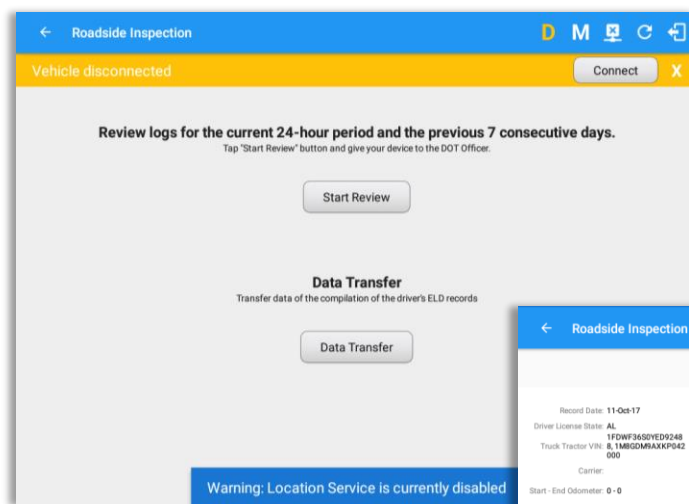 Roadside Inspection
D M
Vehicle disconnected
Connect X
Review logs for the current 24-hour period and the previous 7 consecutive days.
Tap "Start Review" button and give your device to the DOT Officer.
Start Review
Data Transfer
Transfer data of the compilation of the driver's ELD records
Data Transfer
Warning: Location Service is currently disabled
Roadside Inspection
Record Date: 11-Oct-17
Driver License State: AL
Truck Tractor VIN: 1FDWF36S0YED9248
8, 1M8GDM9AXKP042
000
Carrier:
Start - End Odometer: 0 - 0